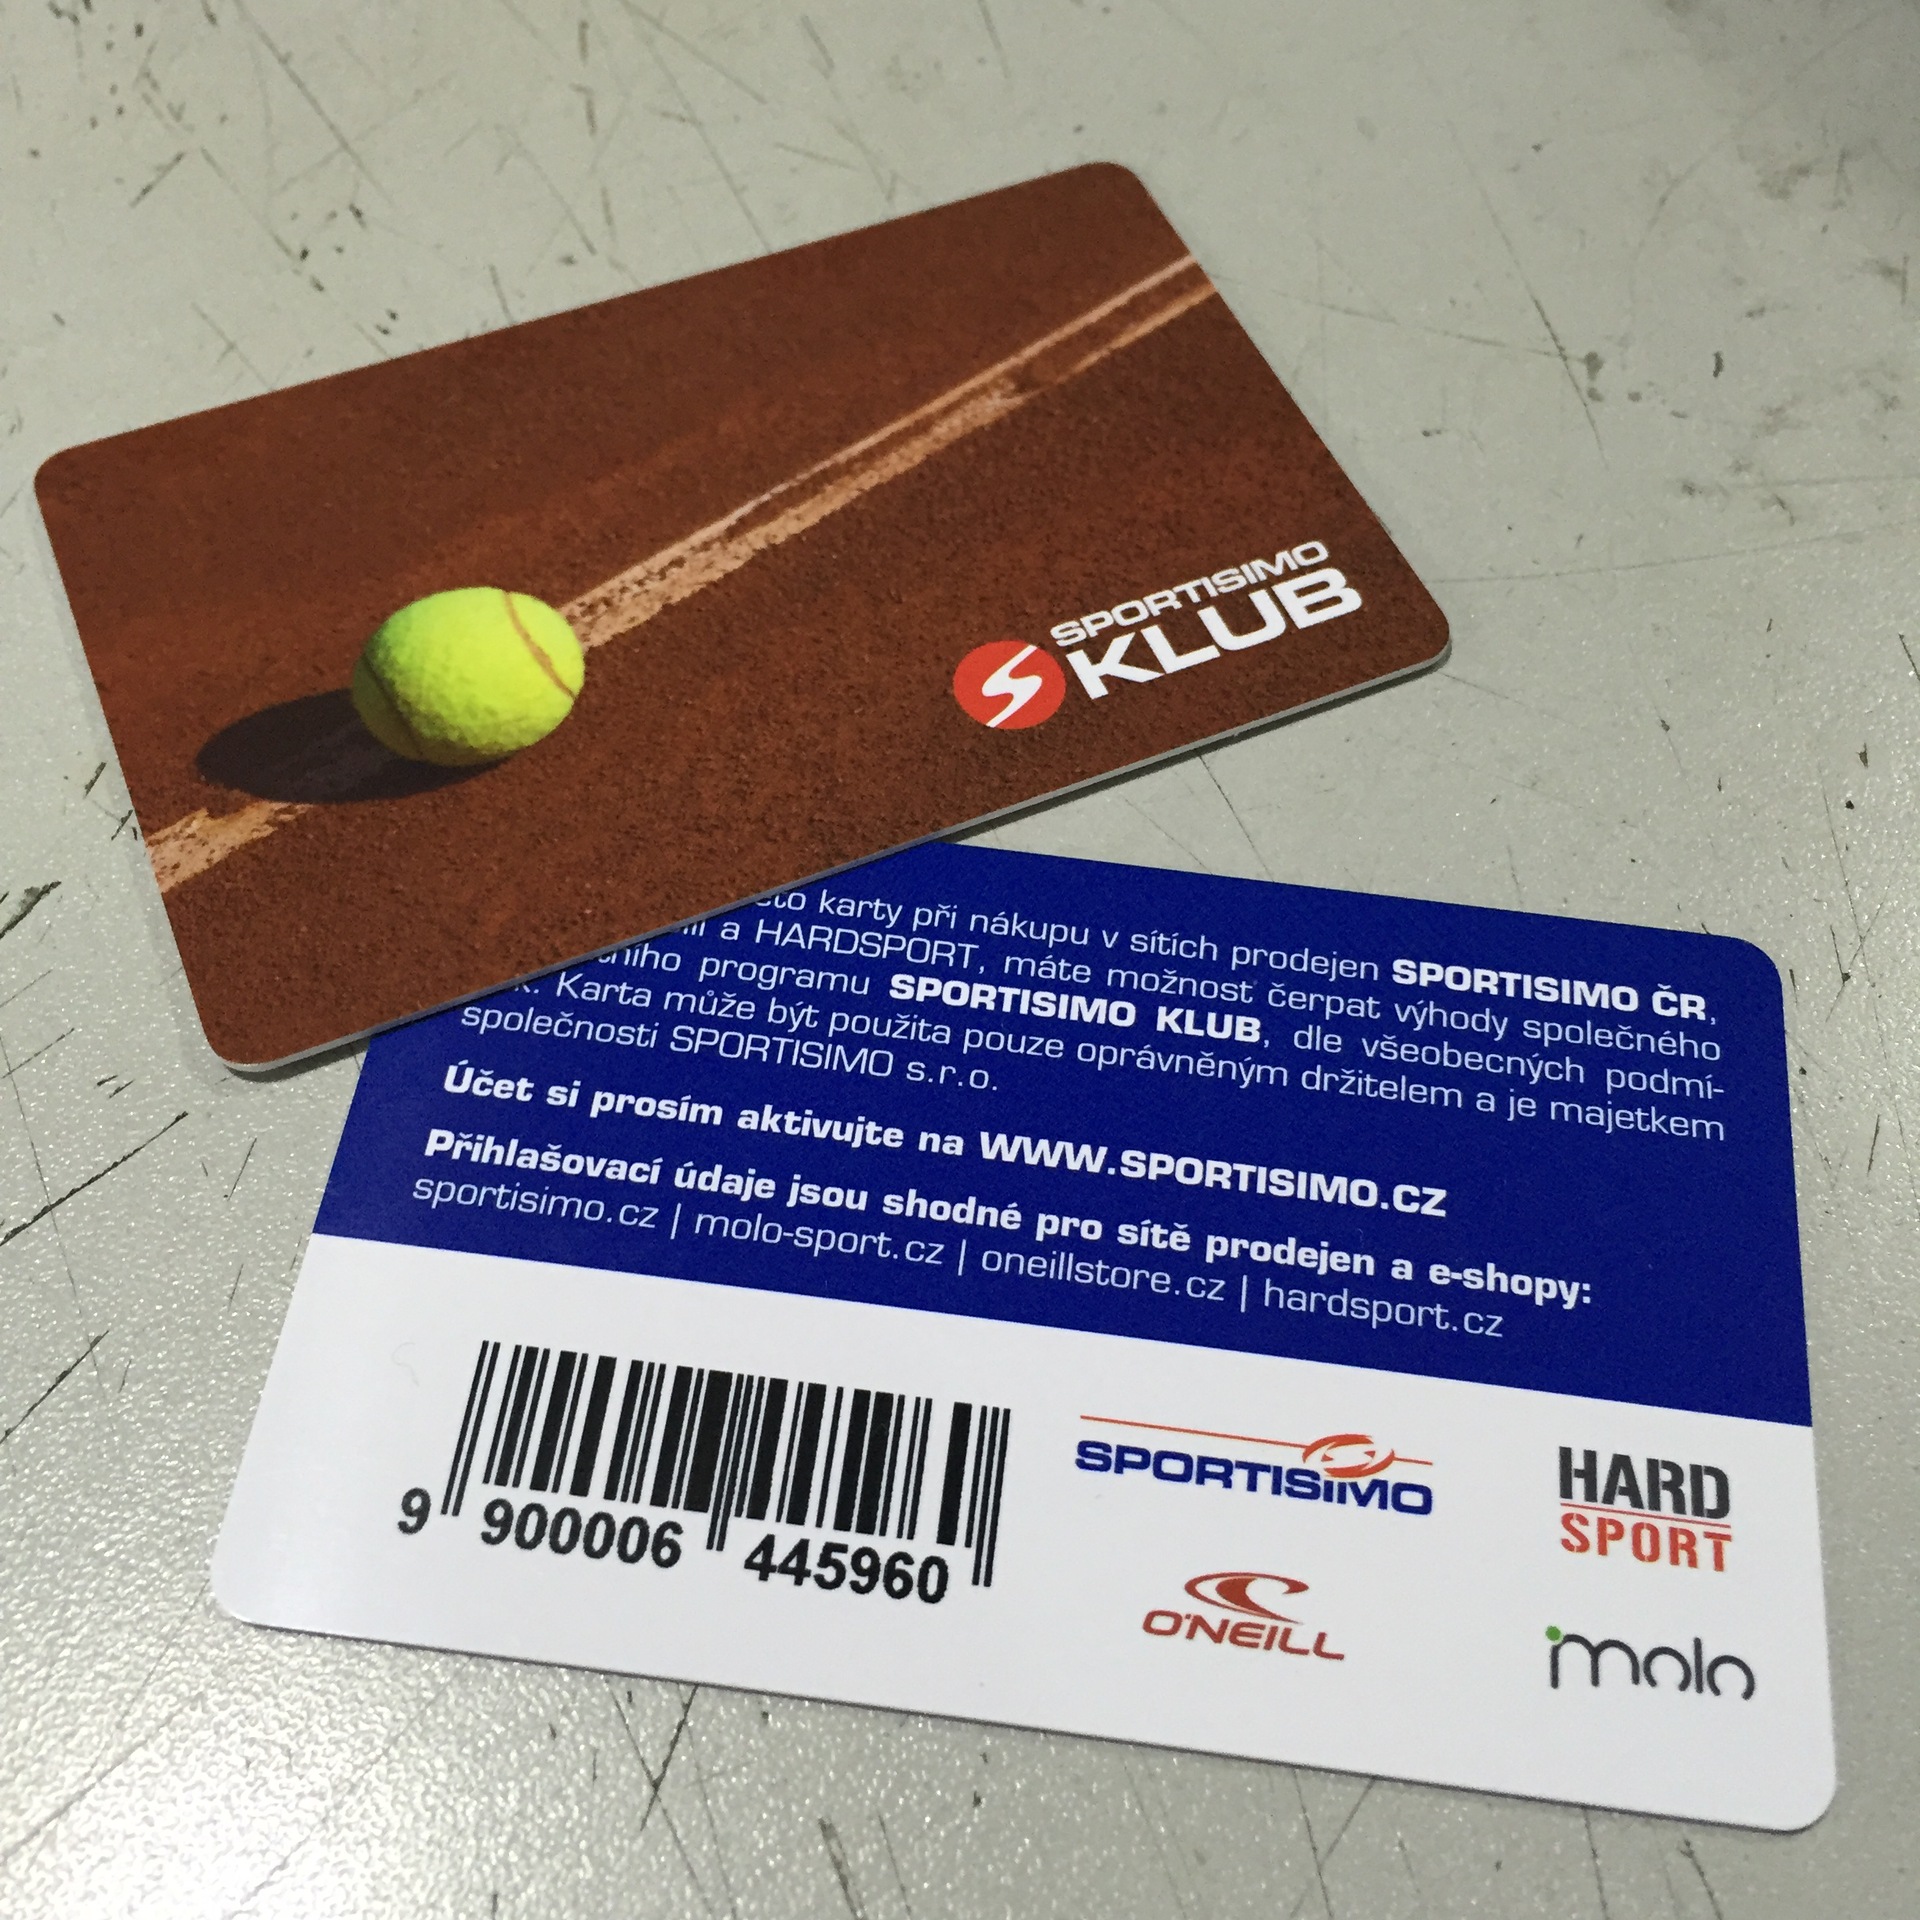 SPORTISIMO
KLUB
karty při nákupu v sítích prodejen SPORTISIMO ČR,
a HARDSPORT, máte možnost čerpat výhody společného
programu SPORTISIMO KLUB, dle všeobecných podmí-
Karta může být použita pouze oprávněným držitelem a je majetkem
společnosti SPORTISIMO s.r.o.
Účet si prosím aktivujte na WWW.SPORTISIMO.CZ
Přihlašovací údaje jsou shodné pro sítě prodejen a e-shopy:
sportisimo.cz | molo-sport.cz | oneillstore.cz | hardsport.cz
9 900006 445960
SPORTISIMO
HARD
SPORT
O'NEILL
molo